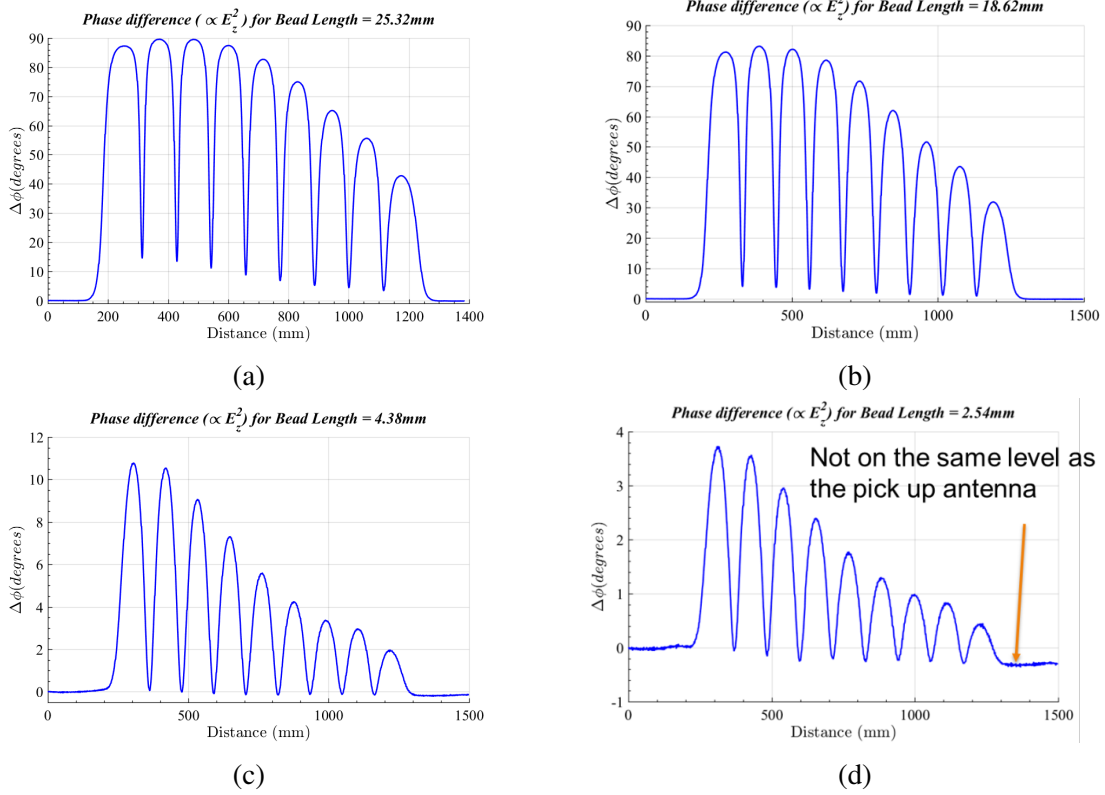 Phase difference ( ∝ E_z^2 ) for Bead Length = 25.32mm
90
80
70
60
50
40
30
20
10
0
Δϕ(degrees)
0 200 400 600 800 1000 1200 1400
Distance (mm)
(a)
Phase difference (∝ E_z^2) for Bead Length = 18.62mm
90
80
70
60
50
40
30
20
10
0
Δϕ(degrees)
0 500 1000 1500
Distance (mm)
(b)
Phase difference (∝ E_z^2) for Bead Length = 4.38mm
12
10
8
6
4
2
0
Δϕ(degrees)
0 500 1000 1500
Distance (mm)
(c)
Phase difference (∝ E_z^2) for Bead Length = 2.54mm
Not on the same level as
the pick up antenna
4
3
2
1
0
-1
Δϕ(degrees)
0 500 1000 1500
Distance (mm)
(d)